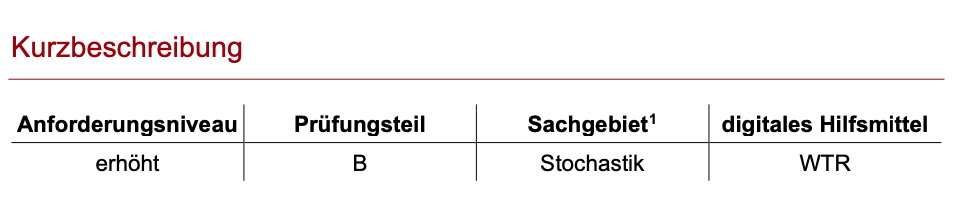 Kurzbeschreibung
Anforderungsniveau Prüfungsteil Sachgebiet¹ digitales Hilfsmittel
erhöht B Stochastik WTR